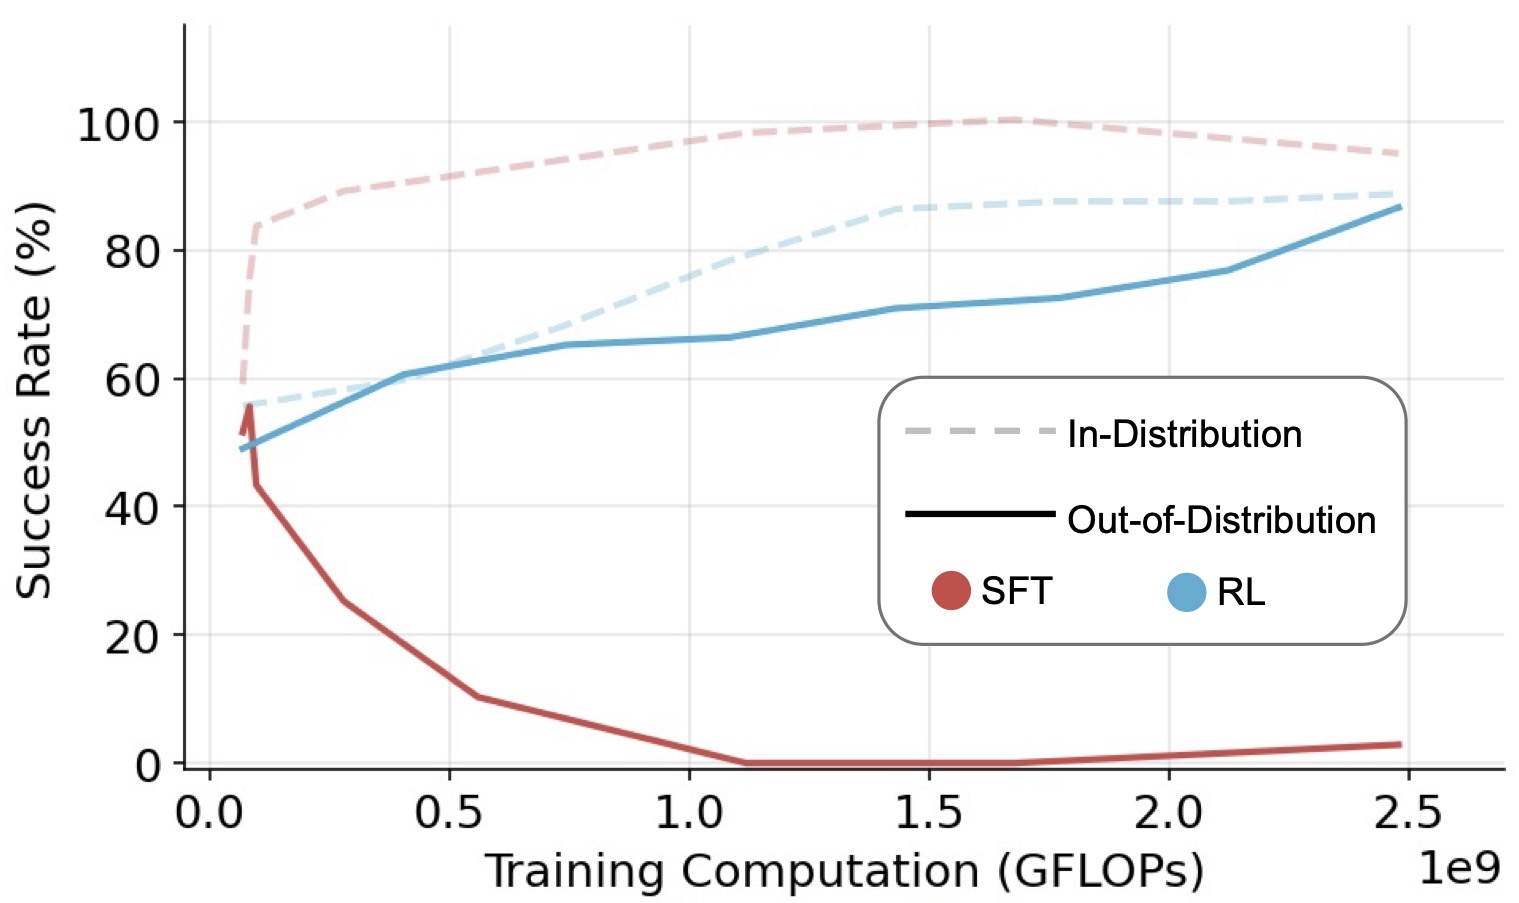 Success Rate (%)
100
80
60
40
20
0
In-Distribution
Out-of-Distribution
SFT RL
0.0 0.5 1.0 1.5 2.0 2.5
Training Computation (GFLOPs)
1e9